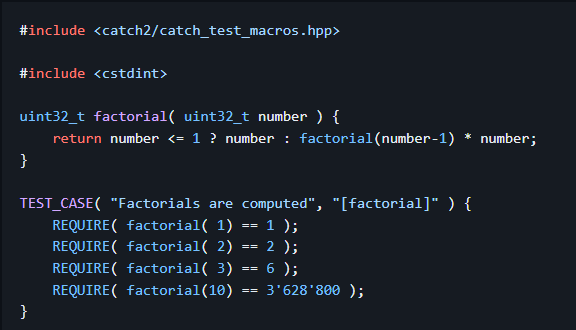 #include <catch2/catch_test_macros.hpp>
#include <cstdint>
uint32_t factorial( uint32_t number ) {
    return number <= 1 ? number : factorial(number-1) * number;
}
TEST_CASE( "Factorials are computed", "[factorial]" ) {
    REQUIRE( factorial( 1) == 1 );
    REQUIRE( factorial( 2) == 2 );
    REQUIRE( factorial( 3) == 6 );
    REQUIRE( factorial(10) == 3'628'800 );
}